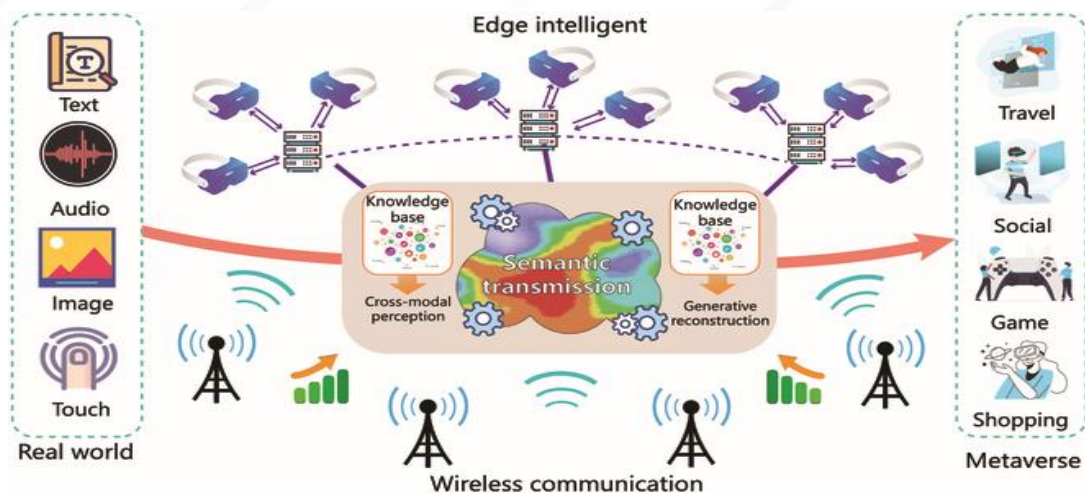 Edge intelligent
T
Text
Audio
Image
Touch
Real world
Knowledge
base
Cross-modal
perception
Semantic
transmission
Knowledge
base
Generative
reconstruction
Travel
Social
Game
Shopping
Metaverse
Wireless communication